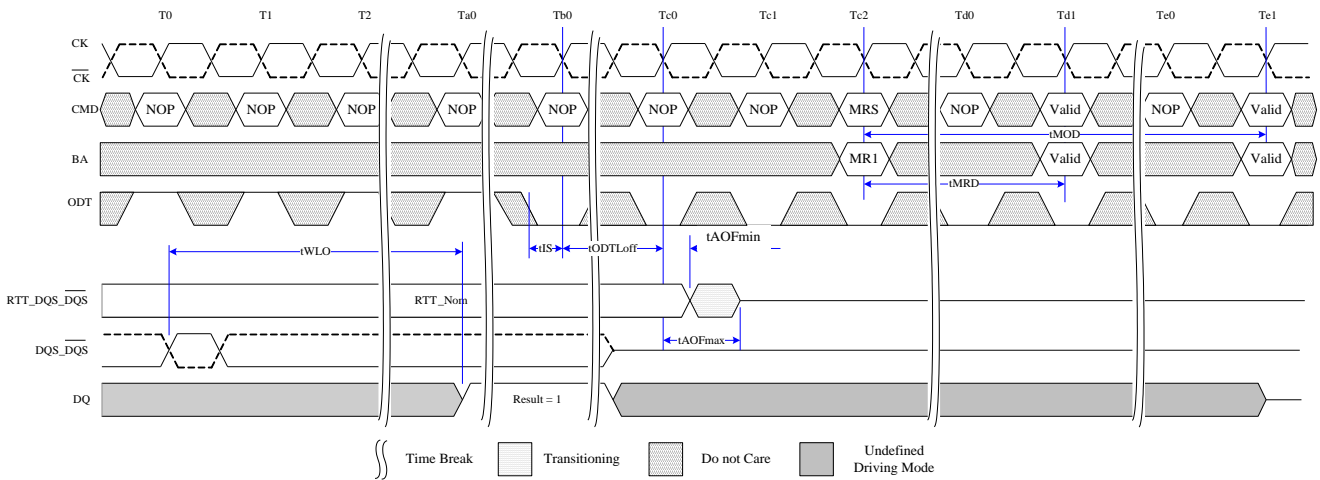 T0 T1 T2 Ta0 Tb0 Tc0 Tc1 Tc2 Td0 Td1 Te0 Te1
CK
CK
CMD NOP NOP NOP NOP NOP NOP NOP MRS NOP Valid NOP Valid
tMOD
BA MR1 Valid Valid
tMRD
ODT
tAOFmin
tWLO tIS tODTLoff
RTT_DQS_DQS RTT_Nom
tAOFmax
DQS_DQS
DQ Result = 1
Time Break Transitioning Do not Care Undefined
Driving Mode